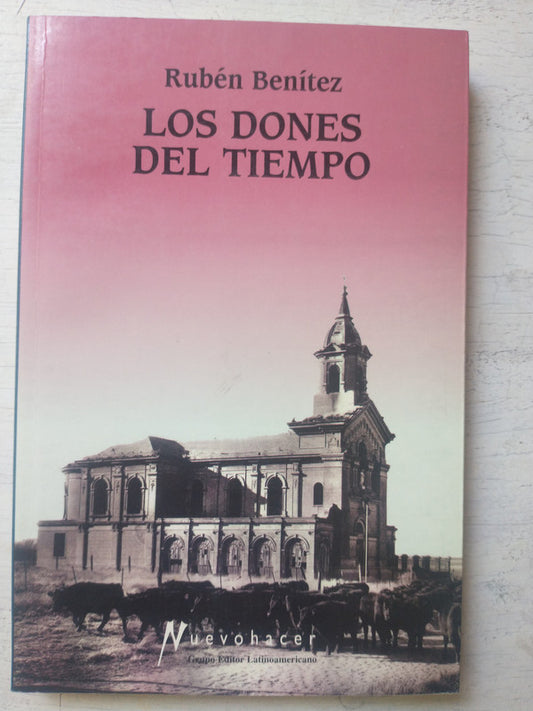 Rubén Benítez
LOS DONES
DEL TIEMPO
Nuevohacer
Grupo Editor Latinoamericano